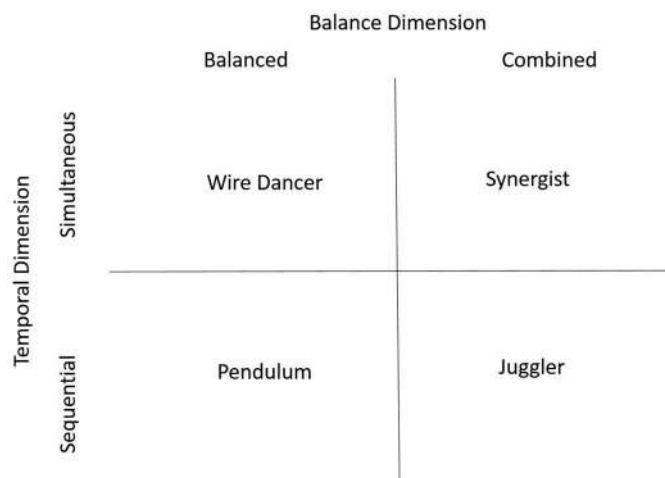 Balance Dimension
Balanced Combined
Temporal Dimension
Simultaneous
Wire Dancer Synergist
Sequential
Pendulum Juggler